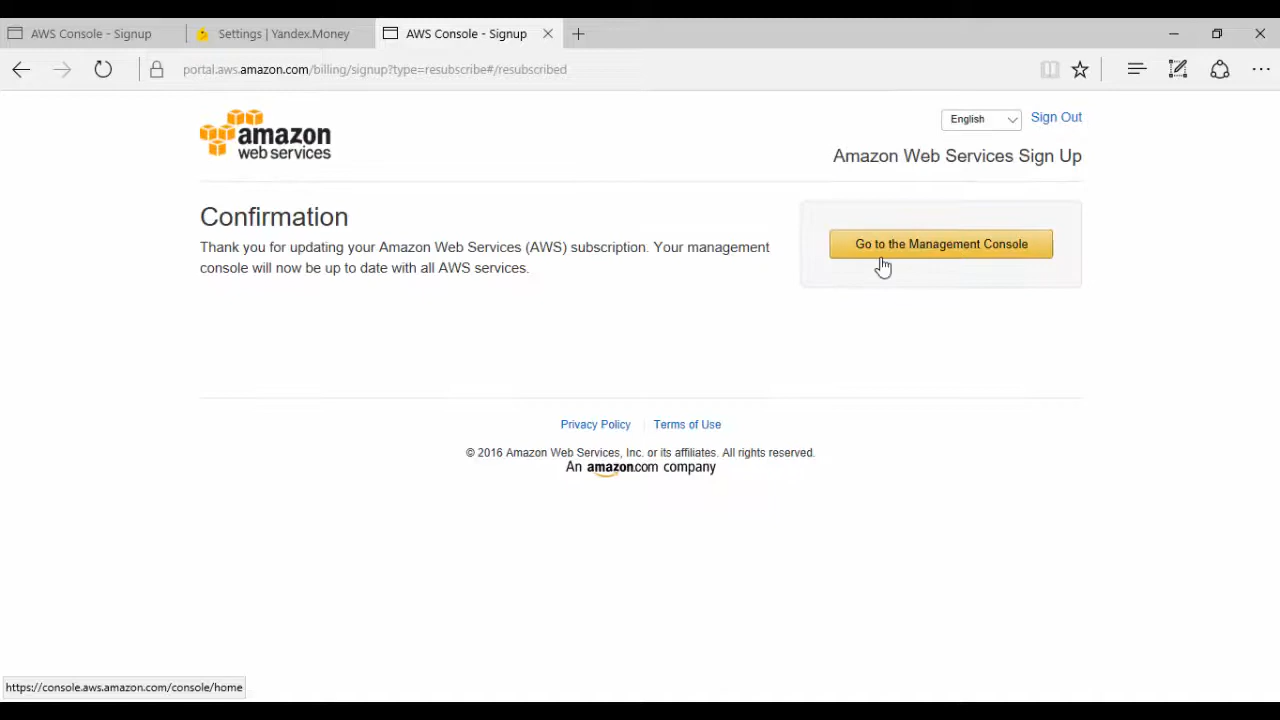 AWS Console - Signup
Settings | Yandex.Money
AWS Console - Signup
portal.aws.amazon.com/billing/signup?type=resubscribe#/resubscribed
amazon
web services
English
Sign Out
Amazon Web Services Sign Up
Confirmation
Thank you for updating your Amazon Web Services (AWS) subscription. Your management
console will now be up to date with all AWS services.
Go to the Management Console
Privacy Policy
Terms of Use
© 2016 Amazon Web Services, Inc. or its affiliates. All rights reserved.
An amazon.com company
https://console.aws.amazon.com/console/home